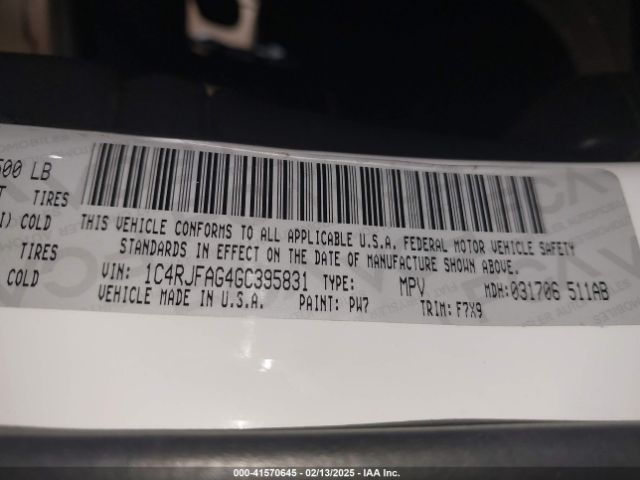 500 LB
TIRES
I) COLD
TIRES
COLD
THIS VEHICLE CONFORMS TO ALL APPLICABLE U.S.A. FEDERAL MOTOR VEHICLE SAFETY
STANDARDS IN EFFECT ON THE DATE OF MANUFACTURE SHOWN ABOVE.
VIN: 1C4RJFAG4GC395831 TYPE: MPV MDH:031706 511AB
VEHICLE MADE IN U.S.A. PAINT: PW7 TRIM: F7X9
000-41570645 - 02/13/2025 - IAA Inc.